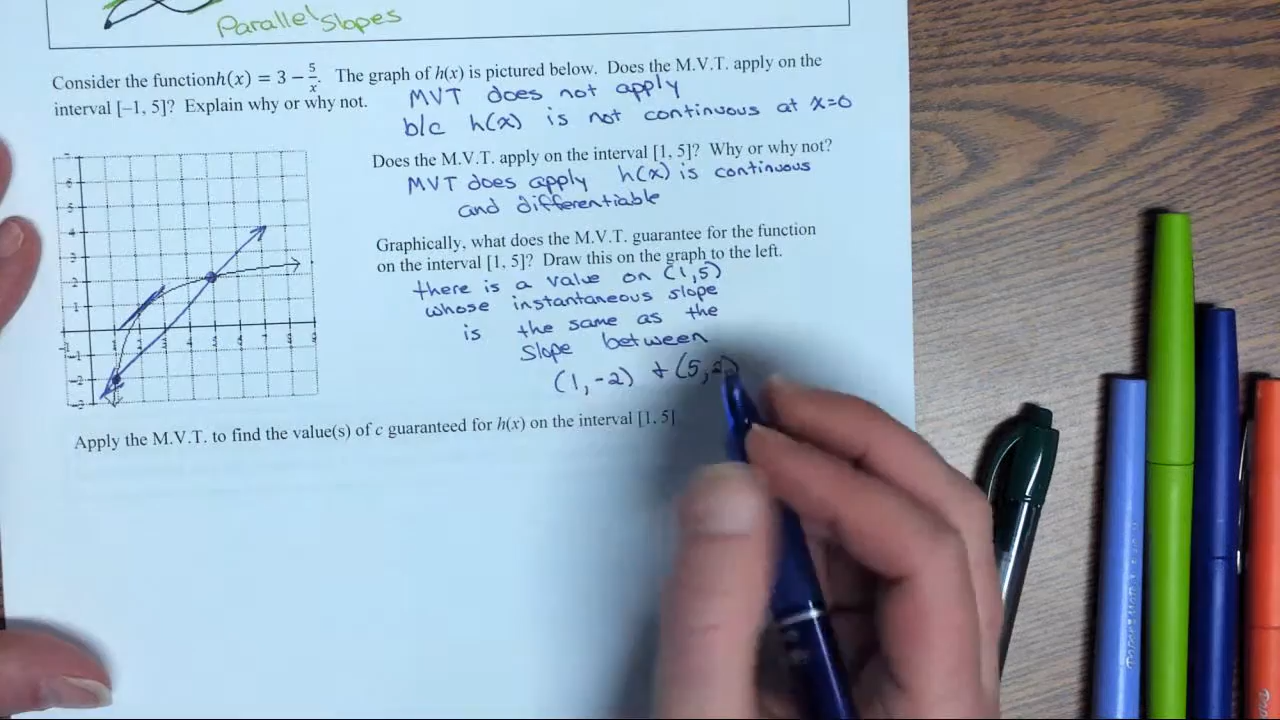 Parallel Slopes
Consider the functionh(x) = 3 − 5/x. The graph of h(x) is pictured below. Does the M.V.T. apply on the
interval [−1, 5]? Explain why or why not.
MVT does not apply
b/c h(x) is not continuous at x=0
Does the M.V.T. apply on the interval [1, 5]? Why or why not?
MVT does apply h(x) is continuous
and differentiable
Graphically, what does the M.V.T. guarantee for the function
on the interval [1, 5]? Draw this on the graph to the left.
there is a value on (1,5)
whose instantaneous slope
is the same as the
slope between
(1,-2) + (5,2)
Apply the M.V.T. to find the value(s) of c guaranteed for h(x) on the interval [1, 5]